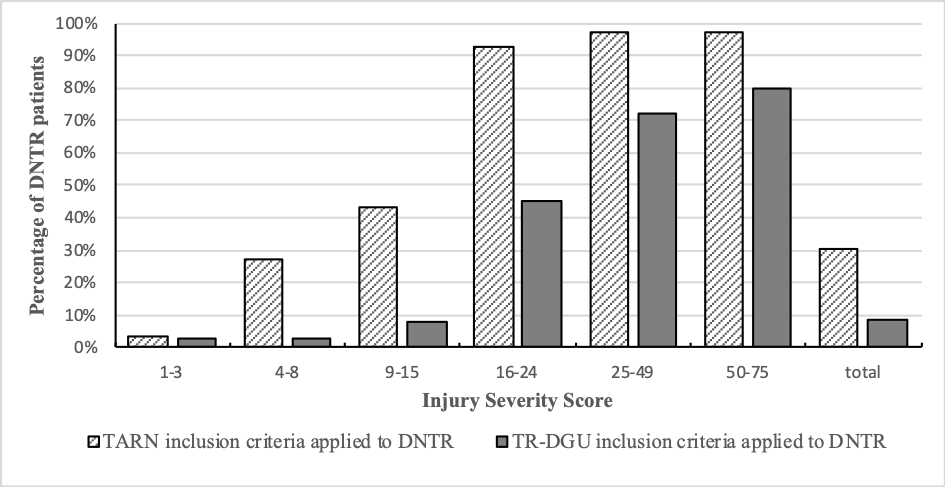 100%
90%
80%
70%
60%
50%
40%
30%
20%
10%
0%
Percentage of DNTR patients
1-3 4-8 9-15 16-24 25-49 50-75 total
Injury Severity Score
TARN inclusion criteria applied to DNTR TR-DGU inclusion criteria applied to DNTR